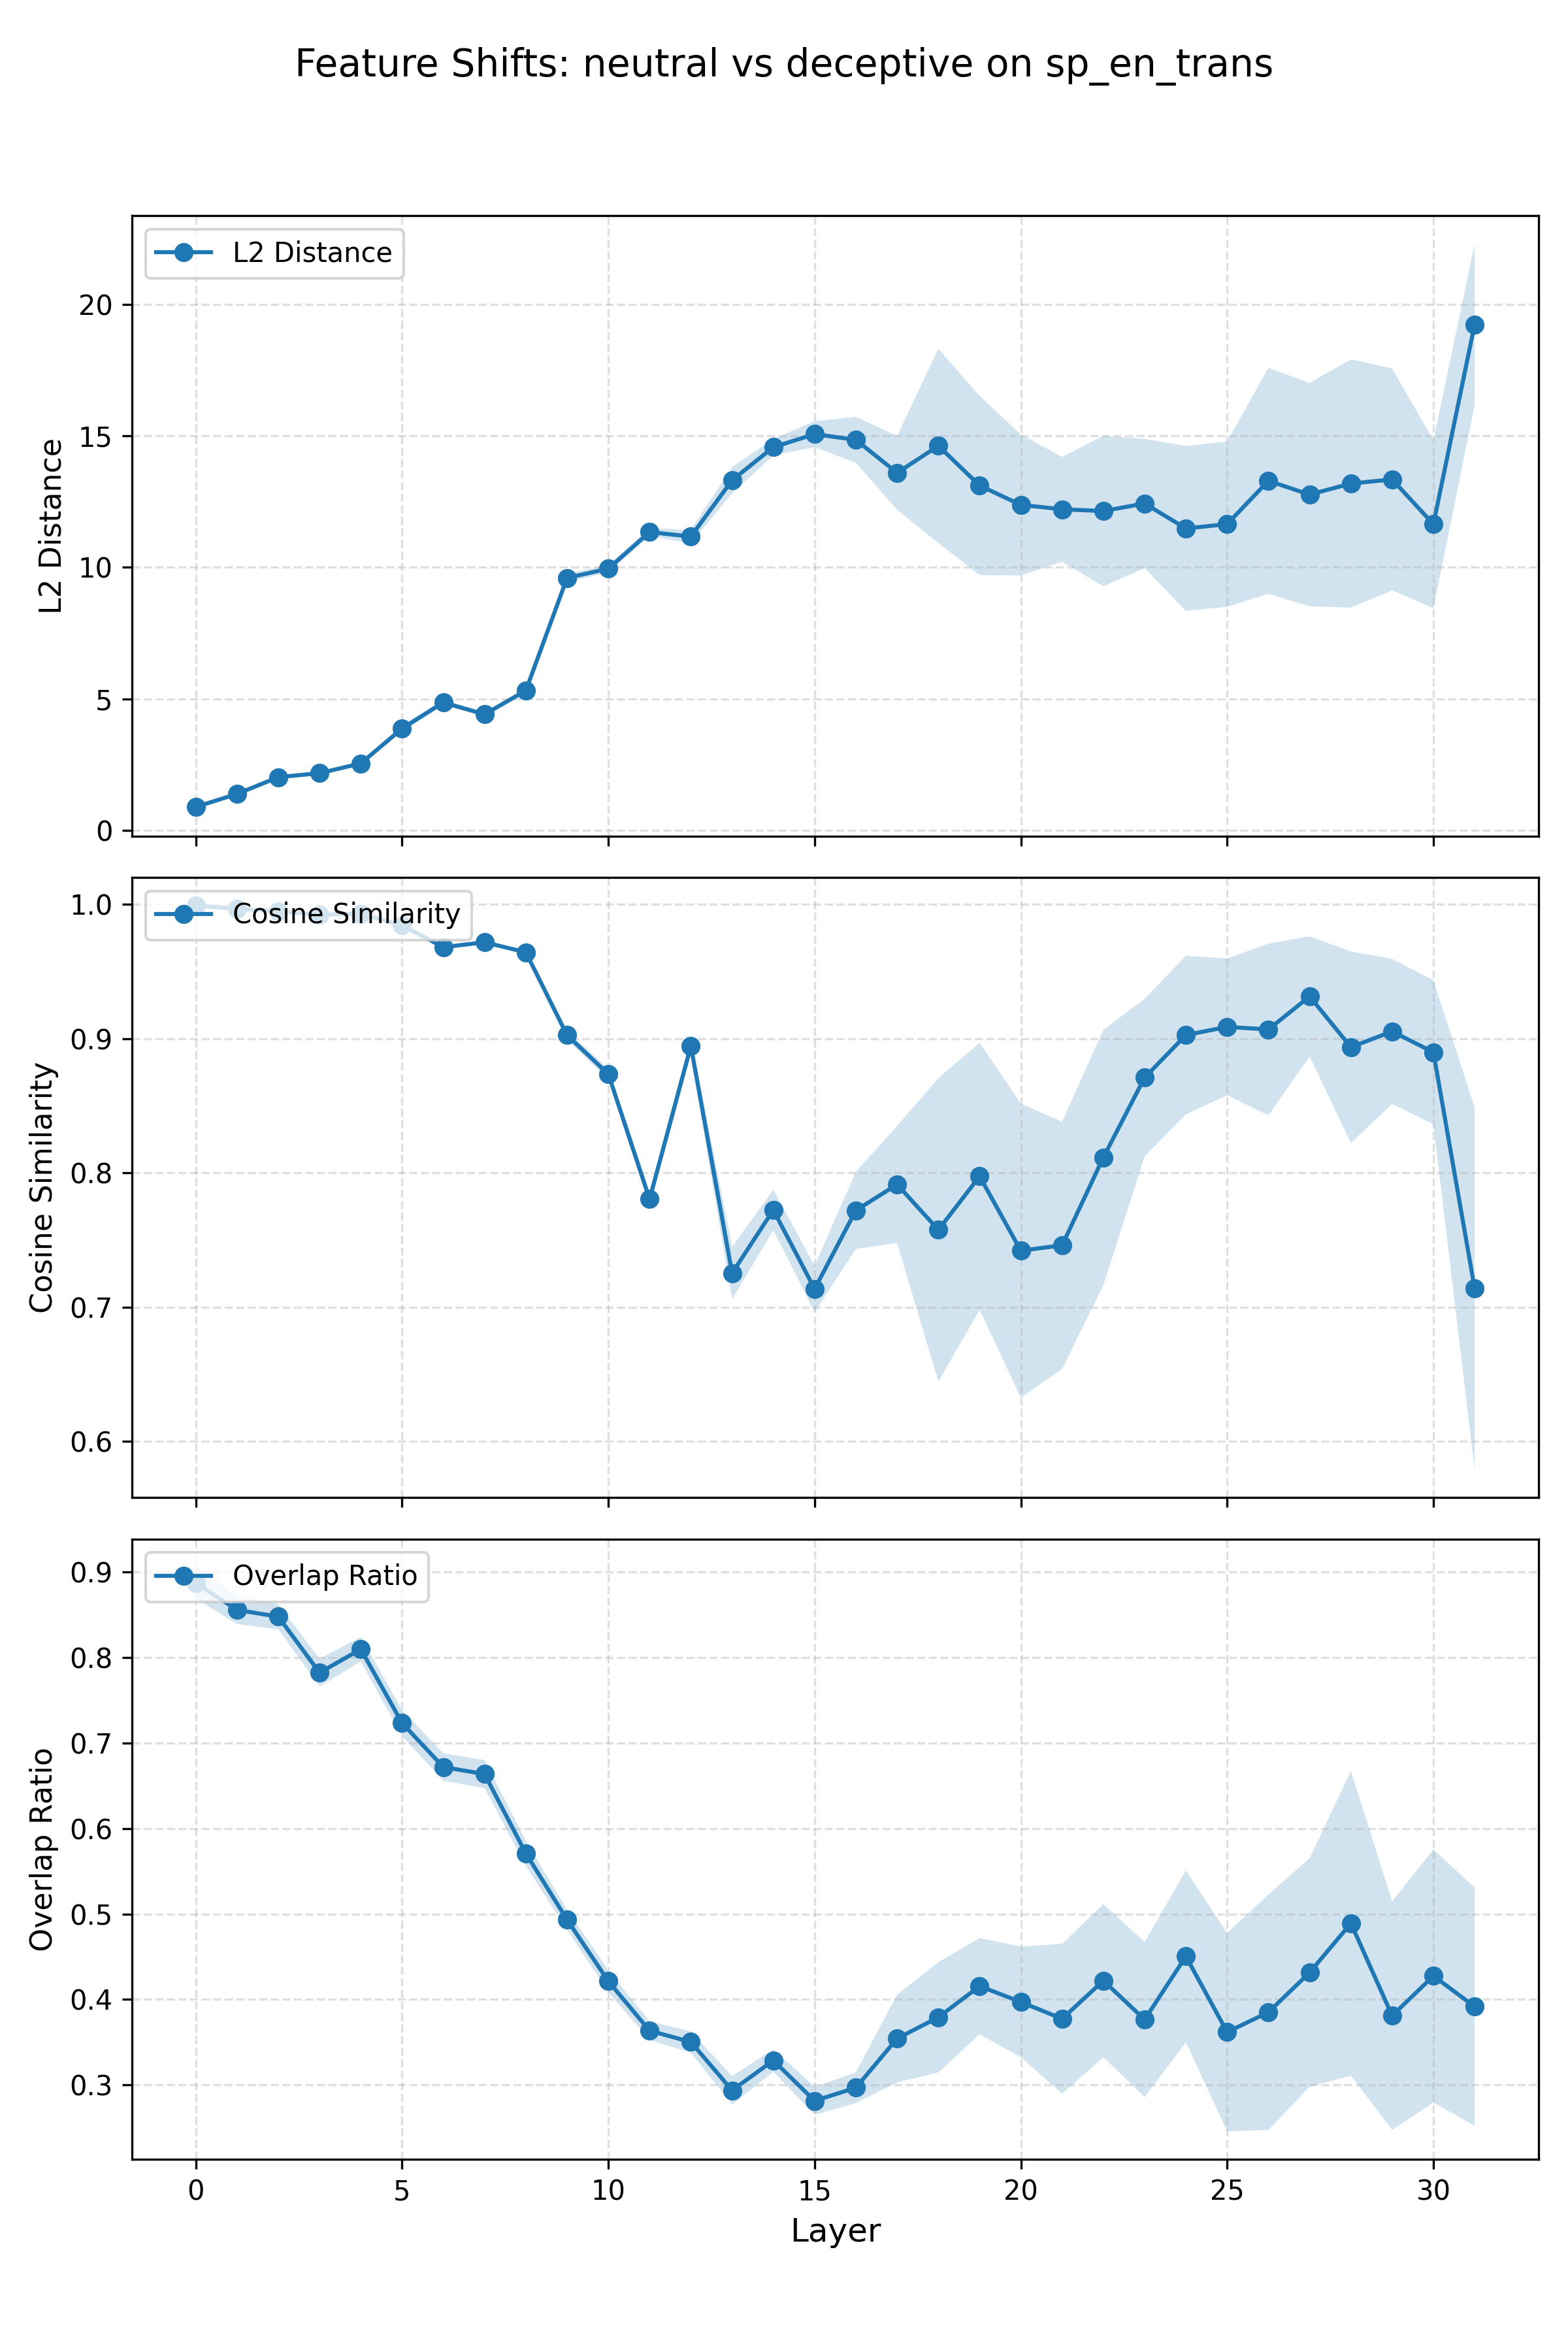 Feature Shifts: neutral vs deceptive on sp_en_trans
L2 Distance
L2 Distance
20
15
10
5
0
Cosine Similarity
Cosine Similarity
1.0
0.9
0.8
0.7
0.6
Overlap Ratio
Overlap Ratio
0.9
0.8
0.7
0.6
0.5
0.4
0.3
0 5 10 15 20 25 30
Layer